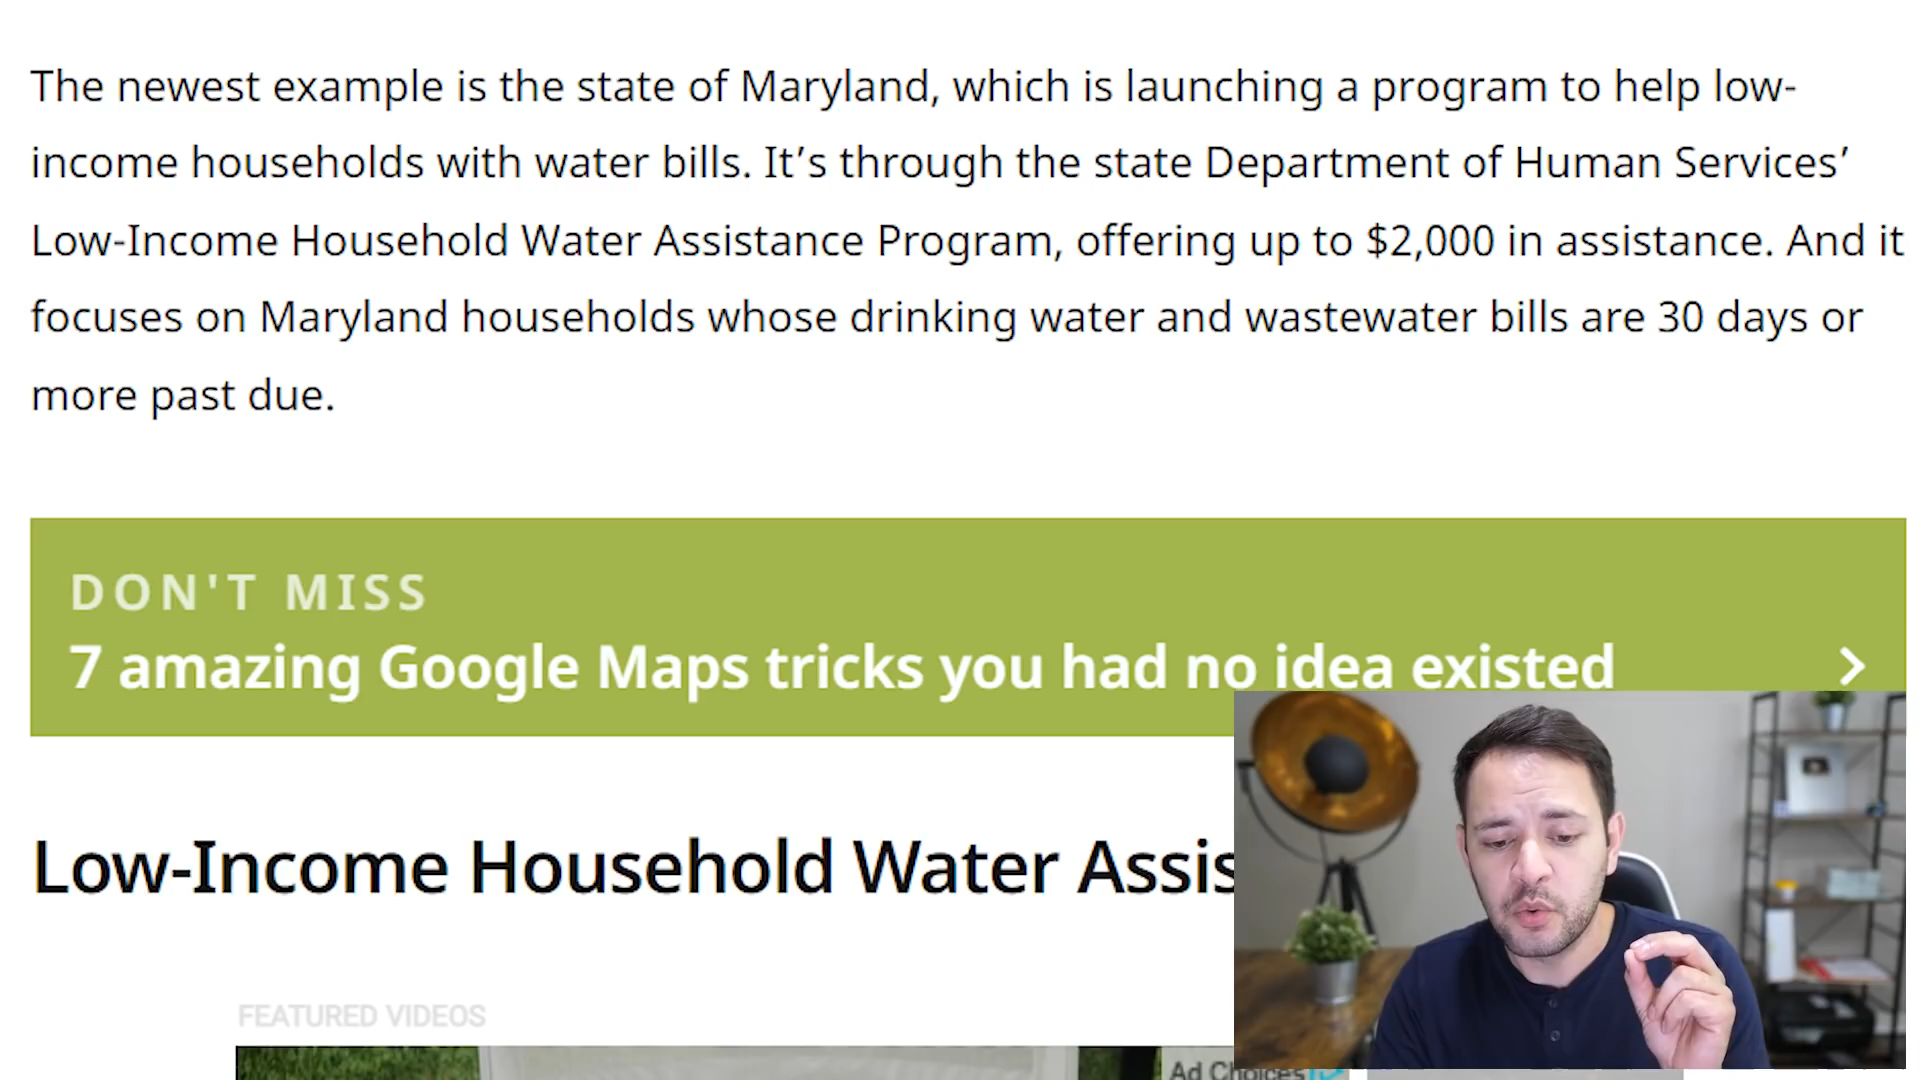 The newest example is the state of Maryland, which is launching a program to help low-
income households with water bills. It’s through the state Department of Human Services’
Low-Income Household Water Assistance Program, offering up to $2,000 in assistance. And it
focuses on Maryland households whose drinking water and wastewater bills are 30 days or
more past due.
DON'T MISS
7 amazing Google Maps tricks you had no idea existed
Low-Income Household Water Assis
FEATURED VIDEOS
Ad Choices